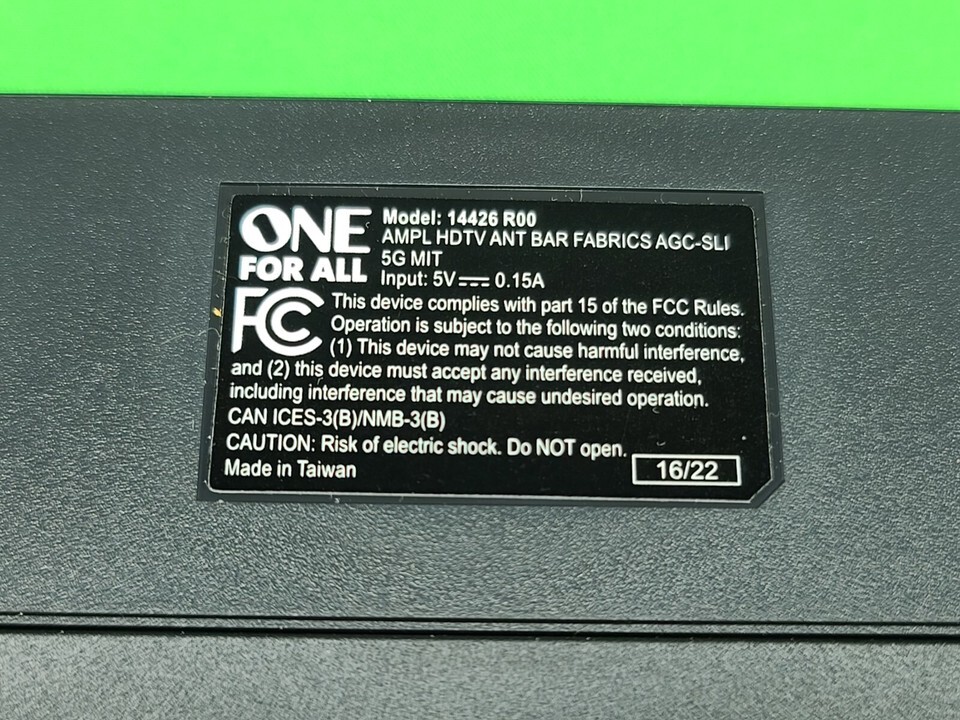 ONE
FOR ALL
Model: 14426 R00
AMPL HDTV ANT BAR FABRICS AGC-SLI
5G MIT
Input: 5V 0.15A
FC
This device complies with part 15 of the FCC Rules.
Operation is subject to the following two conditions:
(1) This device may not cause harmful interference,
and (2) this device must accept any interference received,
including interference that may cause undesired operation.
CAN ICES-3(B)/NMB-3(B)
CAUTION: Risk of electric shock. Do NOT open.
Made in Taiwan
16/22